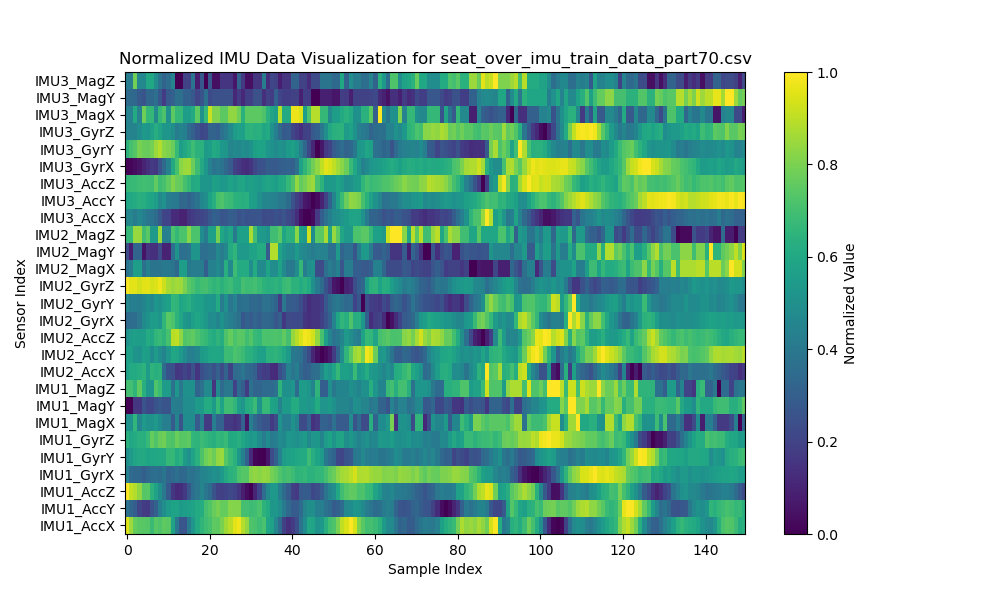 Normalized IMU Data Visualization for seat_over_imu_train_data_part70.csv
IMU3_MagZ
IMU3_MagY
IMU3_MagX
IMU3_GyrZ
IMU3_GyrY
IMU3_GyrX
IMU3_AccZ
IMU3_AccY
IMU3_AccX
IMU2_MagZ
IMU2_MagY
IMU2_MagX
IMU2_GyrZ
IMU2_GyrY
IMU2_GyrX
IMU2_AccZ
IMU2_AccY
IMU2_AccX
IMU1_MagZ
IMU1_MagY
IMU1_MagX
IMU1_GyrZ
IMU1_GyrY
IMU1_GyrX
IMU1_AccZ
IMU1_AccY
IMU1_AccX
Sensor Index
0 20 40 60 80 100 120 140
Sample Index
1.0
0.8
0.6
0.4
0.2
0.0
Normalized Value